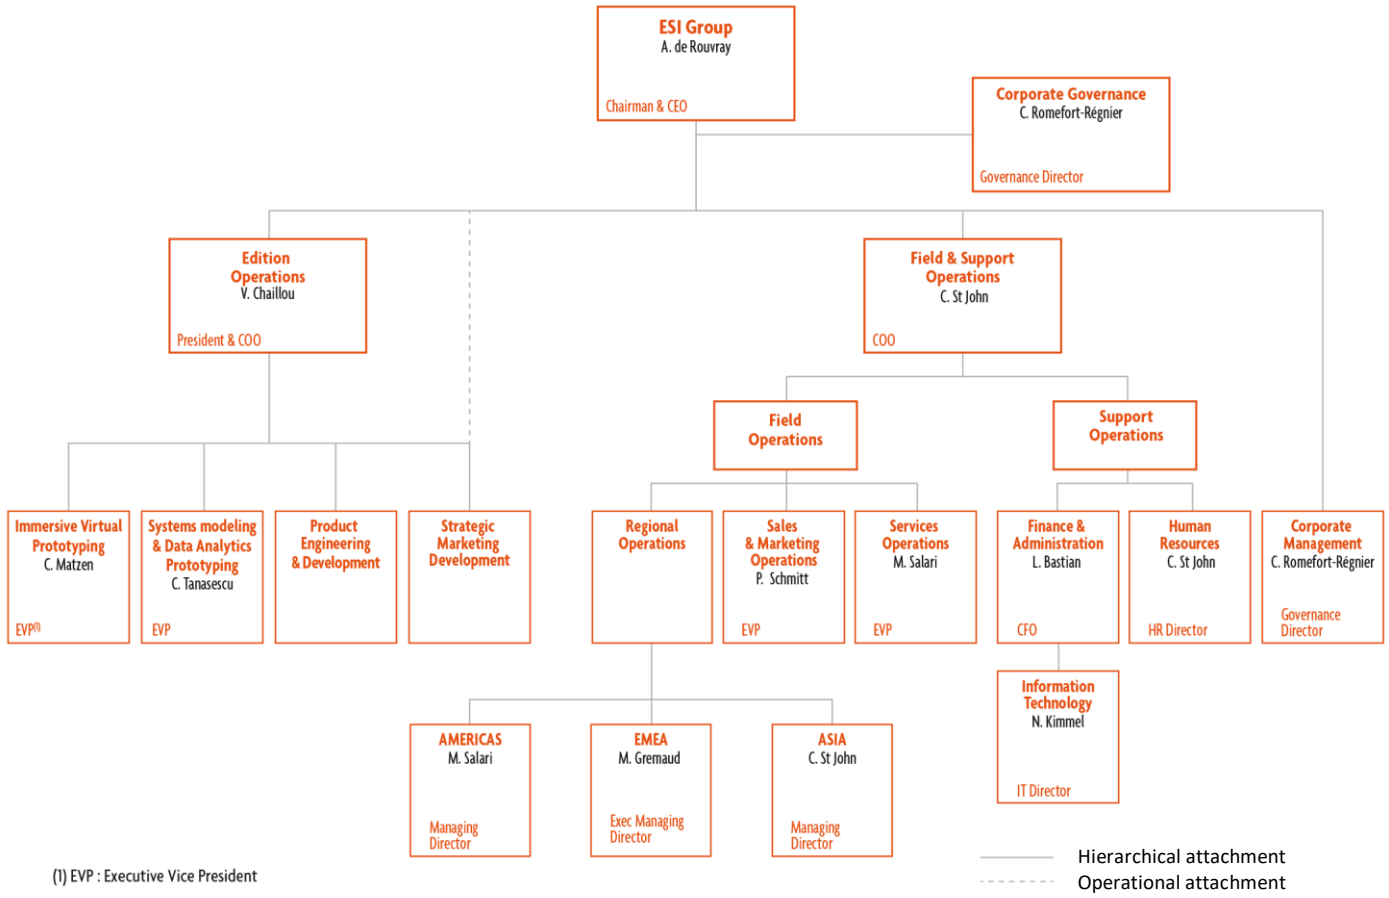 ESI Group
A. de Rouvray
Chairman & CEO
Corporate Governance
C. Romefort-Régnier
Governance Director
Edition
Operations
V. Chaillou
President & COO
Field & Support
Operations
C. St John
COO
Field
Operations
Support
Operations
Immersive Virtual
Prototyping
C. Matzen
EVP(1)
Systems modeling
& Data Analytics
Prototyping
C. Tanasescu
EVP
Product
Engineering
& Development
Strategic
Marketing
Development
Regional
Operations
Sales
& Marketing
Operations
P. Schmitt
EVP
Services
Operations
M. Salari
EVP
Finance &
Administration
L. Bastian
CFO
Human
Resources
C. St John
HR Director
Corporate
Management
C. Romefort-Régnier
Governance
Director
Information
Technology
N. Kimmel
IT Director
AMERICAS
M. Salari
Managing
Director
EMEA
M. Gremaud
Exec Managing
Director
ASIA
C. St John
Managing
Director
(1) EVP : Executive Vice President
Hierarchical attachment
Operational attachment